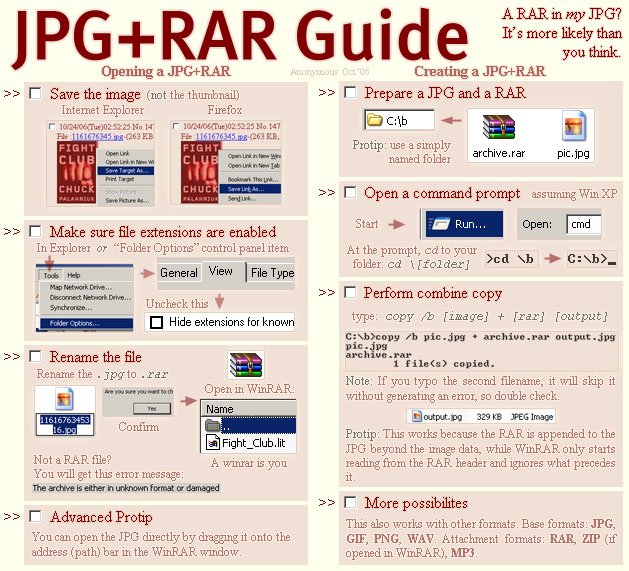 JPG+RAR Guide
A RAR in my JPG?
It's more likely than
you think.
Opening a JPG+RAR
Anonymous Oct.'06
Creating a JPG+RAR
>> Save the image (not the thumbnail)
Internet Explorer
Firefox
10/24/06(Tue)02:52:25 No.147
File :1161676345.jpg-(263 KB,
FIGHT
CLUB
CHUCK
PALAHNIUK
Open Link
Open Link in New Wi
Save Target As...
Print Target
Show Picture
Save Picture As...
10/24/06(Tue)02:52:25 No.147
File :1161676345.jpg-(263 KB,
FIGHT
CLUB
CHUCK
PALAHNIUK
Open Link in New Wind
Open Link in New Tab
Bookmark This Link...
Save Link As...
Send Link...
>> Make sure file extensions are enabled
In Explorer or "Folder Options" control panel item
Tools Help
Map Network Drive...
Disconnect Network Drive...
Synchronize...
Folder Options...
General View File Type
Uncheck this
Hide extensions for known
>> Rename the file
Rename the .jpg to .rar
11616763453
16.jpg
Are you sure you want to ch
Yes
Confirm
Open in WinRAR:
Name
..
Fight_Club.lit
A winrar is you
Not a RAR file?
You will get this error message:
The archive is either in unknown format or damaged
>> Advanced Protip
You can open the JPG directly by dragging it onto the
address (path) bar in the WinRAR window.
>> Prepare a JPG and a RAR
C:\b
archive.rar
pic.jpg
Protip: use a simply
named folder
>> Open a command prompt assuming Win XP
Start
Run...
Open: cmd
At the prompt, cd to your
folder: cd \[folder]
>cd \b
C:\b>_
>> Perform combine copy
type: copy /b [image] + [rar] [output]
C:\b>copy /b pic.jpg + archive.rar output.jpg
pic.jpg
archive.rar
1 file(s) copied.
Note: If you typo the second filename, it will skip it
without generating an error, so double check.
output.jpg 329 KB JPEG Image
Protip: This works because the RAR is appended to the
JPG beyond the image data, while WinRAR only starts
reading from the RAR header and ignores what precedes
it.
>> More possibilites
This also works with other formats. Base formats: JPG,
GIF, PNG, WAV. Attachment formats: RAR, ZIP (if
opened in WinRAR), MP3.